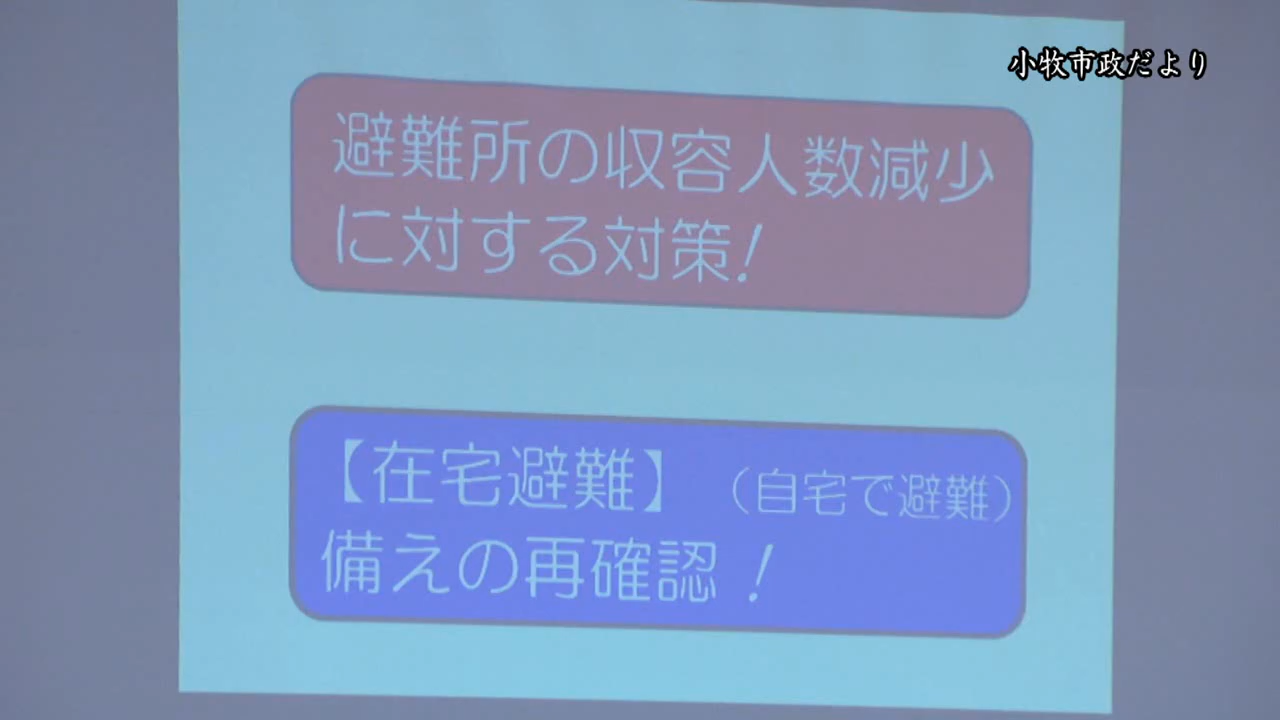 小牧市政だより
避難所の収容人数減少
に対する対策!
【在宅避難】 (自宅で避難)
備えの再確認!